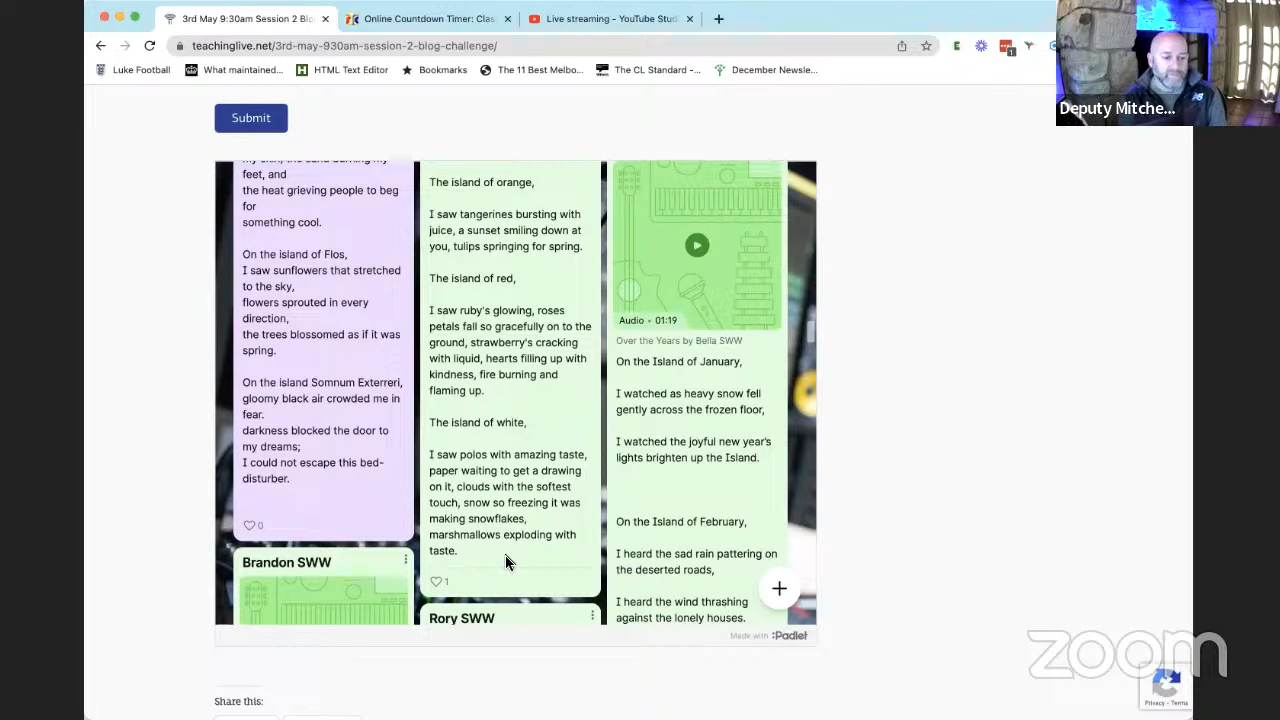 3rd May 9:30am Session 2 Blo
Online Countdown Timer: Clas
Live streaming - YouTube Stud
teachinglive.net/3rd-may-930am-session-2-blog-challenge/
Luke Football
What maintained...
HTML Text Editor
Bookmarks
The 11 Best Melbo...
The CL Standard -...
December Newsle...
Deputy Mitche...
Submit
feet, and
the heat grieving people to beg
for
something cool.
On the island of Flos,
I saw sunflowers that stretched
to the sky,
flowers sprouted in every
direction,
the trees blossomed as if it was
spring.
On the island Somnum Exterreri,
gloomy black air crowded me in
fear.
darkness blocked the door to
my dreams;
I could not escape this bed-
disturber.
0
Brandon SWW
The island of orange,
I saw tangerines bursting with
juice, a sunset smiling down at
you, tulips springing for spring.
The island of red,
I saw ruby's glowing, roses
petals fall so gracefully on to the
ground, strawberry's cracking
with liquid, hearts filling up with
kindness, fire burning and
flaming up.
The island of white,
I saw polos with amazing taste,
paper waiting to get a drawing
on it, clouds with the softest
touch, snow so freezing it was
making snowflakes,
marshmallows exploding with
taste.
1
Rory SWW
Audio - 01:19
Over the Years by Bella SWW
On the Island of January,
I watched as heavy snow fell
gently across the frozen floor,
I watched the joyful new year's
lights brighten up the Island.
On the Island of February,
I heard the sad rain pattering on
the deserted roads,
I heard the wind thrashing
against the lonely houses.
Made with :Padlet
Share this:
zoom
Privacy - Terms